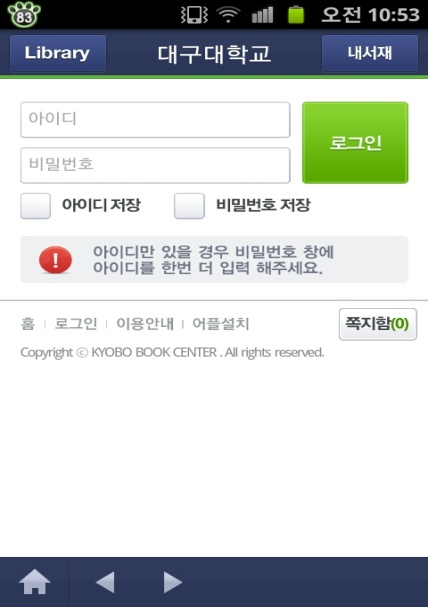 83 오전 10:53
Library 대구대학교 내서재
아이디
비밀번호
로그인
아이디 저장 비밀번호 저장
! 아이디만 있을 경우 비밀번호 창에
아이디를 한번 더 입력 해주세요.
홈 | 로그인 | 이용안내 | 어플설치 쪽지함(0)
Copyright ⓒ KYOBO BOOK CENTER . All rights reserved.